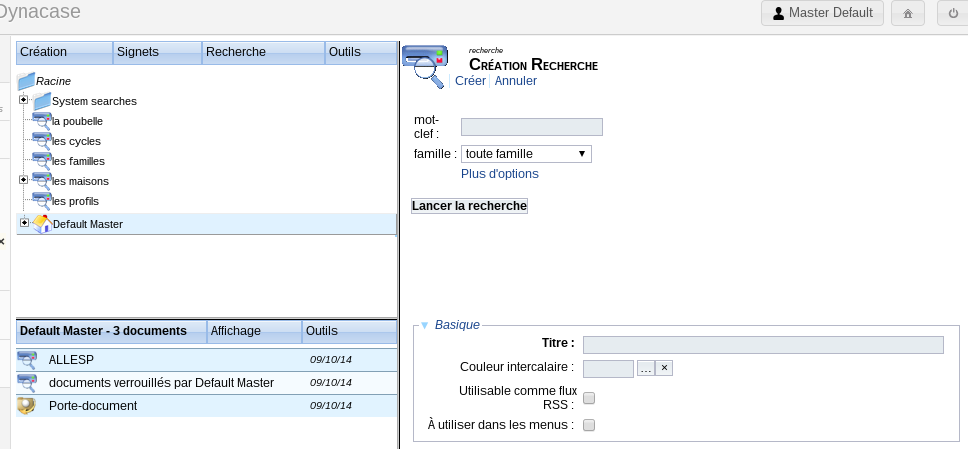 Dynacase
Master Default
Création Signets Recherche Outils
Racine
System searches
la poubelle
les cycles
les familles
les maisons
les profils
Default Master
Default Master - 3 documents Affichage Outils
ALLESP 09/10/14
documents verrouillés par Default Master 09/10/14
Porte-document 09/10/14
recherche
Création Recherche
Créer Annuler
mot-
clef :
famille : toute famille
Plus d'options
Lancer la recherche
Basique
Titre :
Couleur intercalaire : ... ×
Utilisable comme flux
RSS :
À utiliser dans les menus :